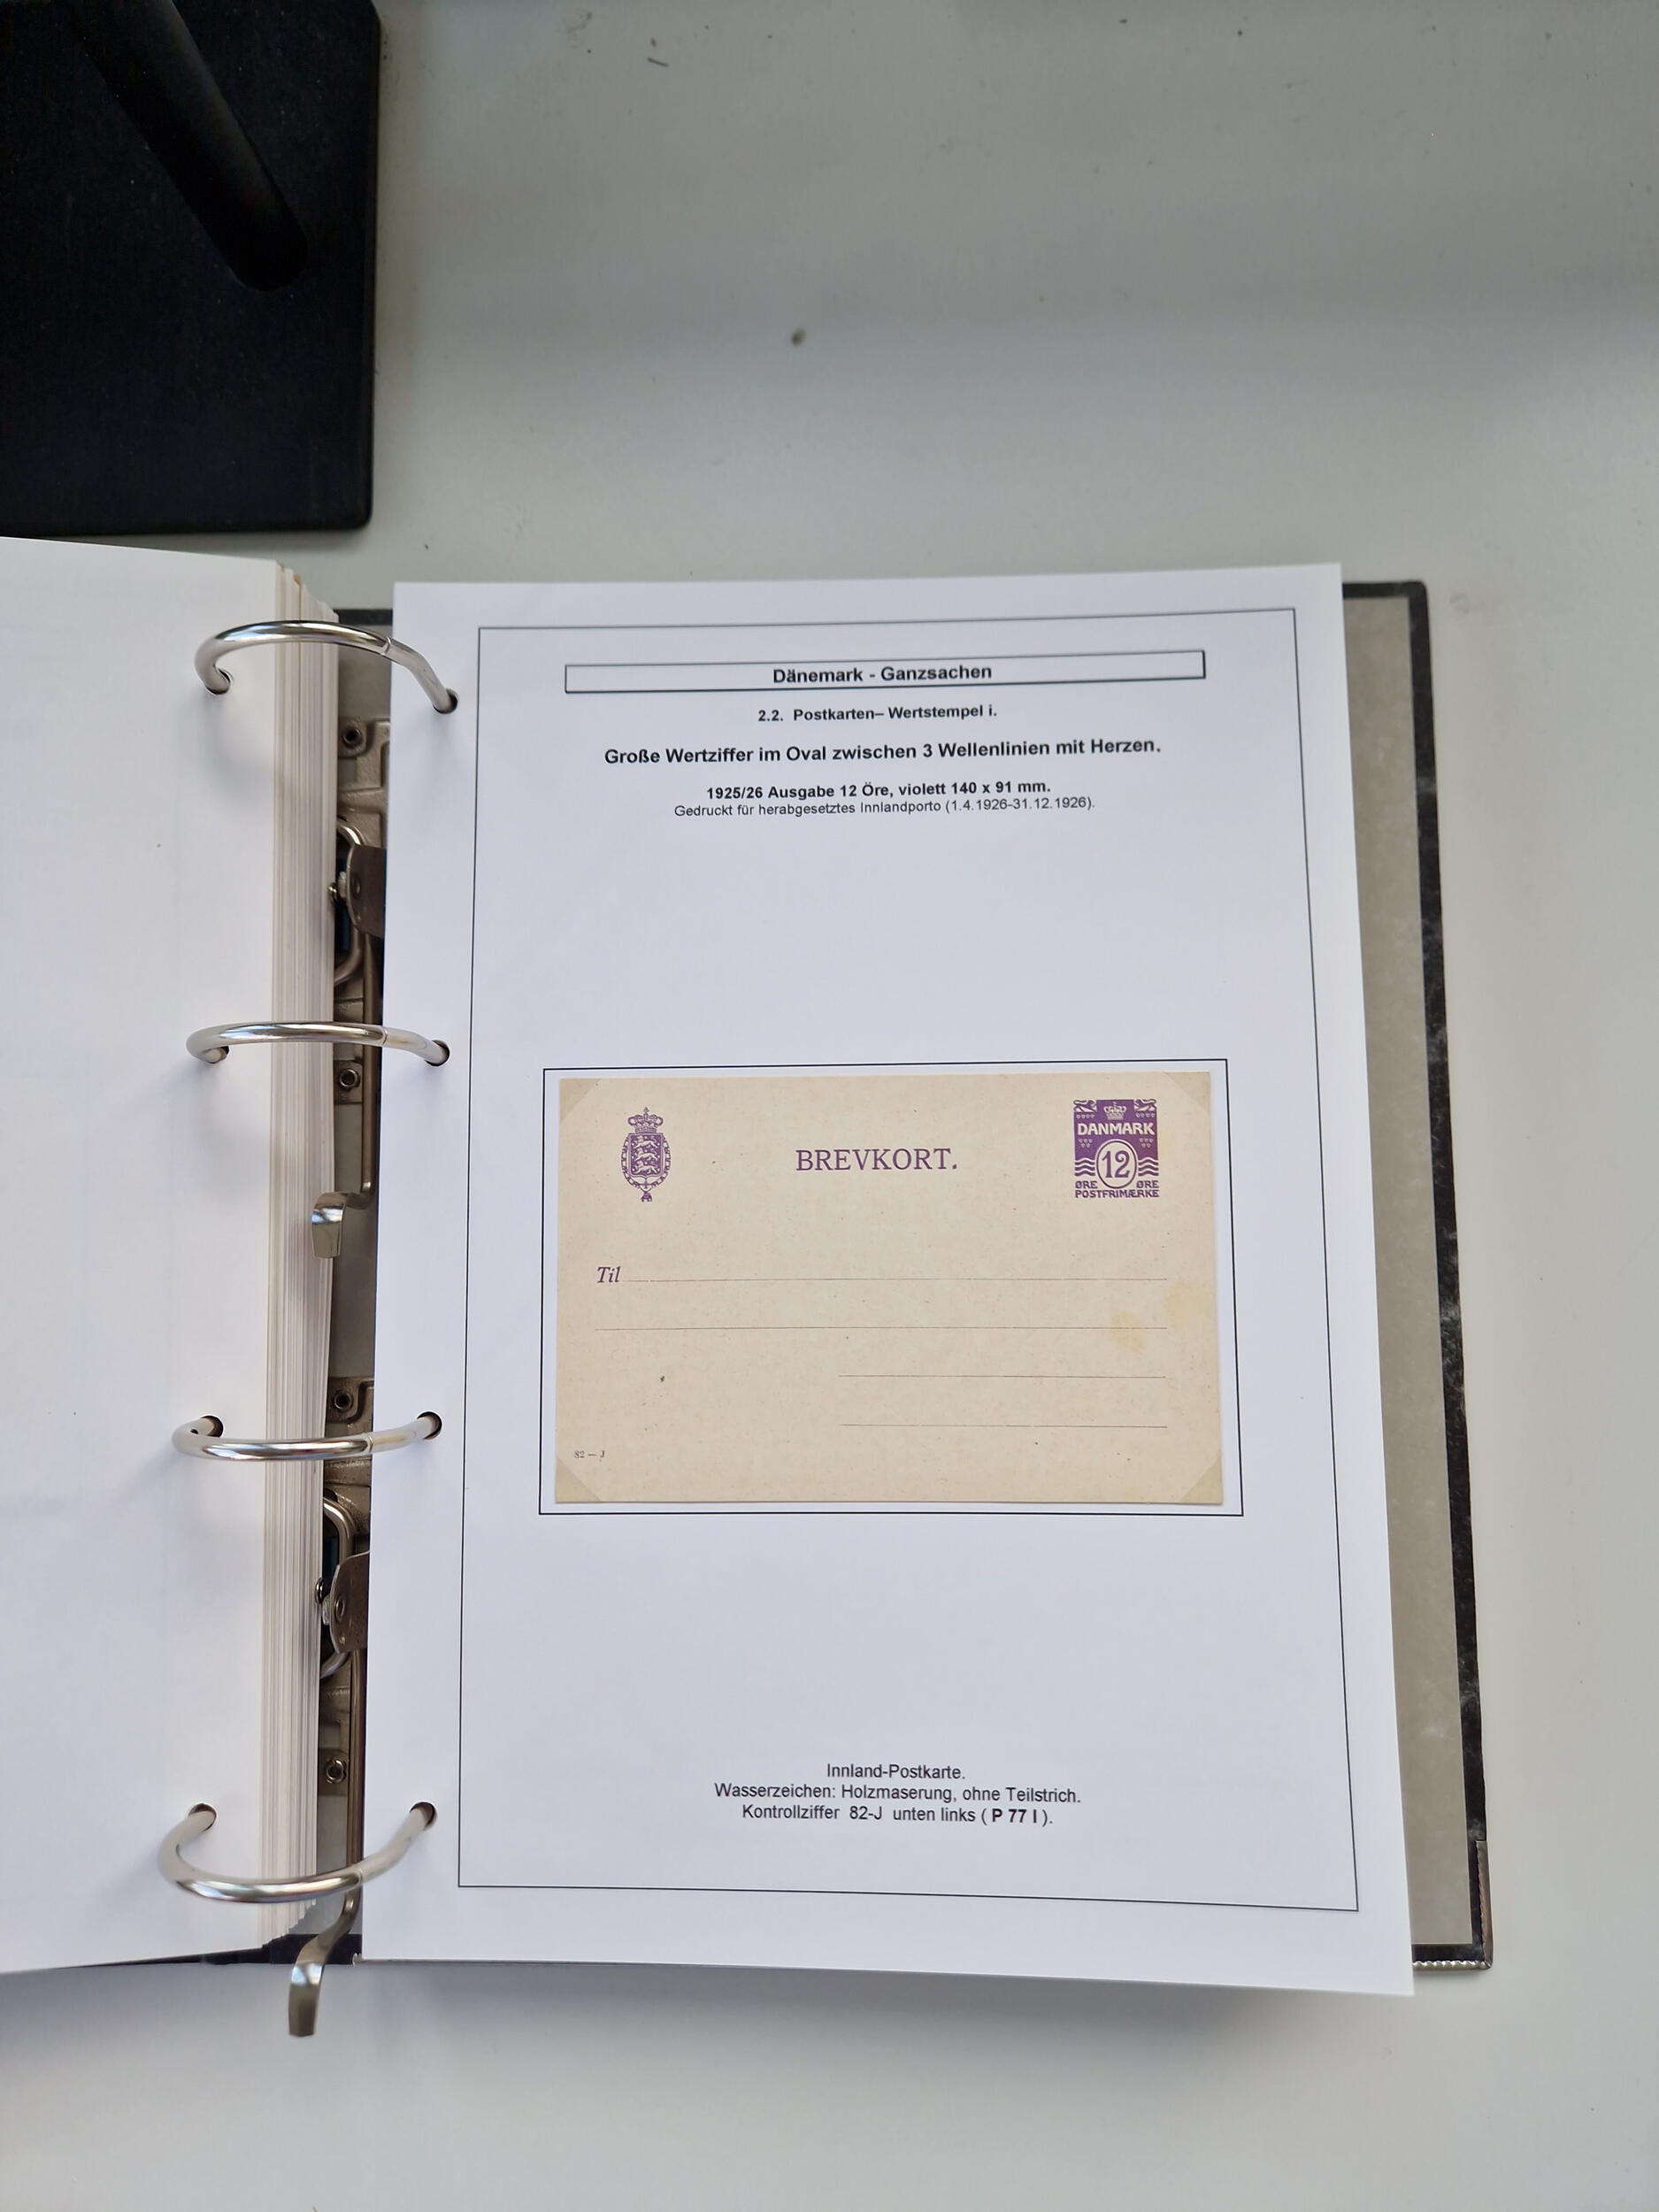 Dänemark - Ganzsachen
2.2. Postkarten– Wertstempel i.
Große Wertziffer im Oval zwischen 3 Wellenlinien mit Herzen.
1925/26 Ausgabe 12 Öre, violett 140 x 91 mm.
Gedruckt für herabgesetztes Innlandporto (1.4.1926-31.12.1926).
BREVKORT.
DANMARK
12
ØRE ØRE
POSTFRIMÆRKE
Til
82 — J
Innland-Postkarte.
Wasserzeichen: Holzmaserung, ohne Teilstrich.
Kontrollziffer 82-J unten links ( P 77 I ).